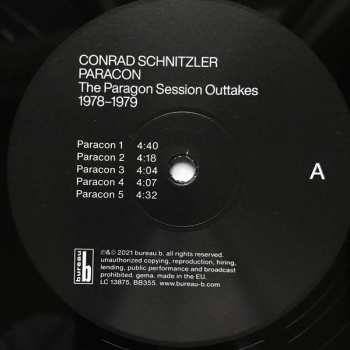 CONRAD SCHNITZLER
PARACON
The Paragon Session Outtakes
1978–1979
Paracon 1 4:40
Paracon 2 4:18
Paracon 3 4:04
Paracon 4 4:07
Paracon 5 4:32
A
bureau b
℗&© 2021 bureau b. all rights reserved.
unauthorized copying, reproduction, hiring,
lending, public performance and broadcast
prohibited. gema. made in the EU.
LC 13875. BB355. www.bureau-b.com